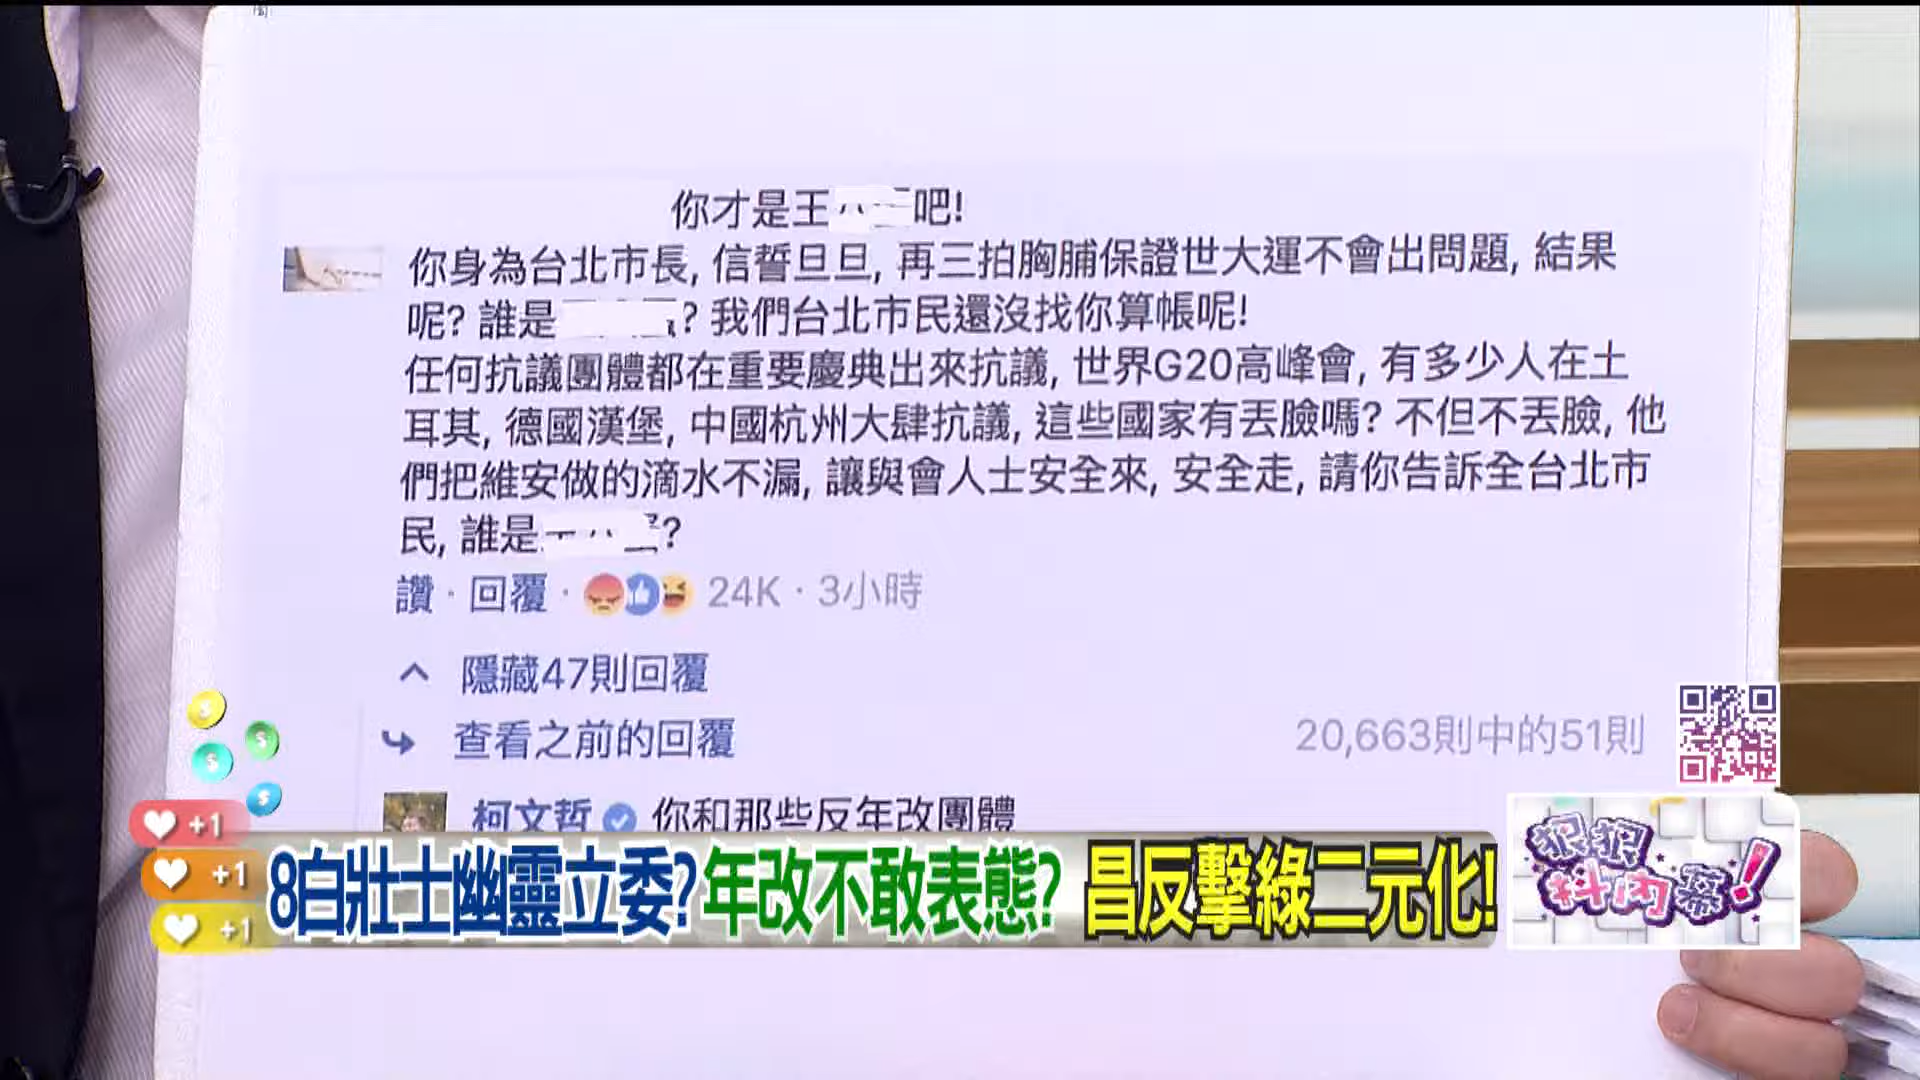 你才是王 吧!
你身為台北市長, 信誓旦旦, 再三拍胸脯保證世大運不會出問題, 結果
呢? 誰是 ? 我們台北市民還沒找你算帳呢!
任何抗議團體都在重要慶典出來抗議, 世界G20高峰會, 有多少人在土
耳其, 德國漢堡, 中國杭州大肆抗議, 這些國家有丟臉嗎? 不但不丟臉, 他
們把維安做的滴水不漏, 讓與會人士安全來, 安全走, 請你告訴全台北市
民, 誰是 ?
讚 · 回覆 · 24K · 3小時
隱藏47則回覆
查看之前的回覆 20,663則中的51則
柯文哲 你和那些反年改團體
+1
+1
+1
8白壯士幽靈立委?年改不敢表態? 昌反擊綠二元化!
狠狠
料內幕!